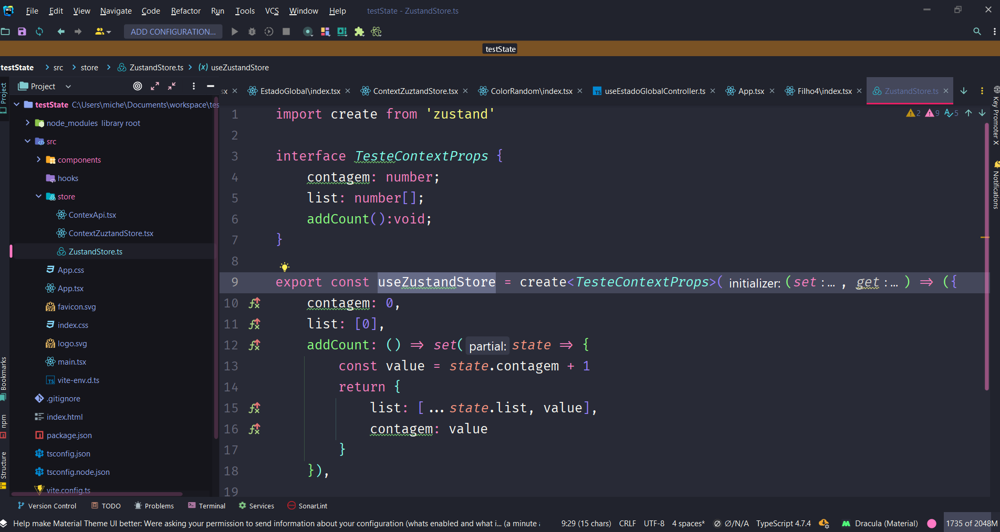 File Edit View Navigate Code Refactor Run Tools VCS Window Help testState - ZustandStore.ts
ADD CONFIGURATION...
testState
testState src store ZustandStore.ts (x) useZustandStore
Project
sx EstadoGlobal\index.tsx ContextZuztandStore.tsx ColorRandom\index.tsx useEstadoGlobalController.ts App.tsx Filho4\index.tsx ZustandStore.ts
Project
testState C:\Users\miche\Documents\workspace\tes
node_modules library root
src
components
hooks
store
ContexApi.tsx
ContextZuztandStore.tsx
ZustandStore.ts
App.css
App.tsx
favicon.svg
index.css
logo.svg
main.tsx
vite-env.d.ts
.gitignore
index.html
package.json
tsconfig.json
tsconfig.node.json
vite.config.ts
Bookmarks
npm
Structure
2 9 5
1 import create from 'zustand'
2
3 interface TesteContextProps {
4 contagem: number;
5 list: number[];
6 addCount():void;
7 }
8
9 export const useZustandStore = create<TesteContextProps>( initializer: (set :... , get :... ) => ({
10 contagem: 0,
11 list: [0],
12 addCount: () => set( partial: state => {
13 const value = state.contagem + 1
14 return {
15 list: [...state.list, value],
16 contagem: value
17 }
18 }),
19
Key Promoter X
Notifications
Version Control TODO Problems Terminal Services SonarLint
Help make Material Theme UI better: Were asking your permission to send information about your configuration (whats enabled and what i... (a minute a 9:29 (15 chars) CRLF UTF-8 4 spaces* Ø/N/A TypeScript 4.7.4 Dracula (Material) 1735 of 2048M